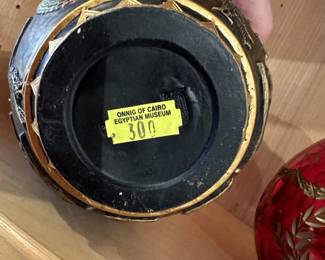 ONNIG OF CAIRO
EGYPTIAN MUSEUM
300